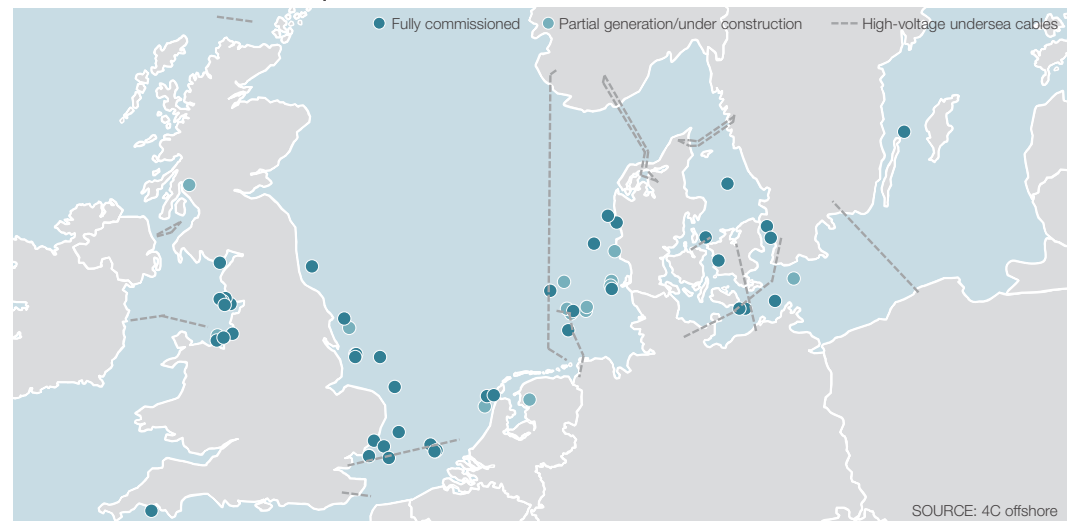 Fully commissioned
Partial generation/under construction
High-voltage undersea cables
SOURCE: 4C offshore